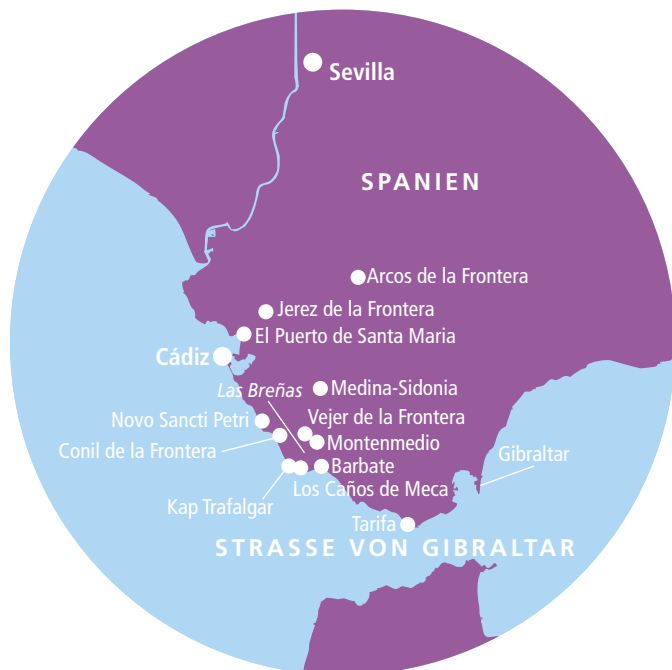 Sevilla
SPANIEN
Arcos de la Frontera
Jerez de la Frontera
El Puerto de Santa Maria
Cádiz
Las Breñas
Medina-Sidonia
Novo Sancti Petri
Vejer de la Frontera
Conil de la Frontera
Montenmedio
Gibraltar
Barbate
Los Caños de Meca
Kap Trafalgar
Tarifa
STRASSE VON GIBRALTAR